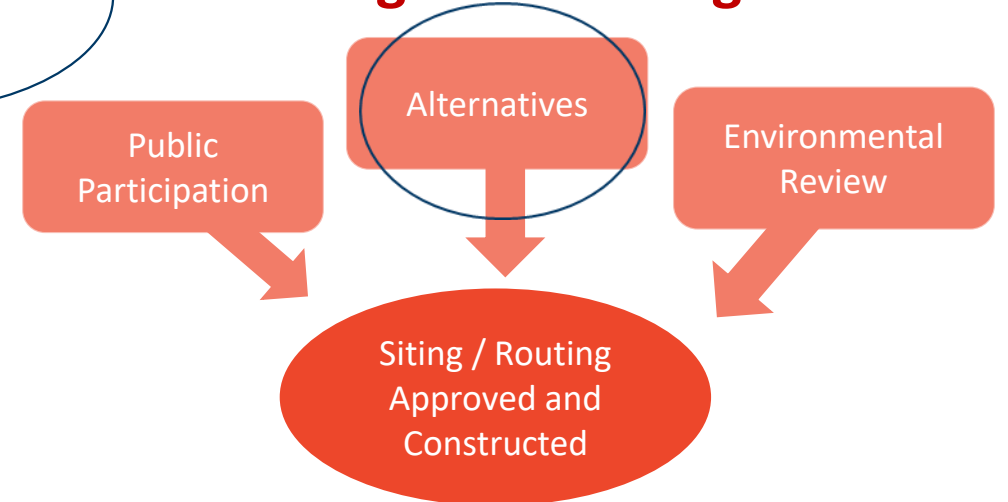 Alternatives
Public
Participation
Environmental
Review
Siting / Routing
Approved and
Constructed